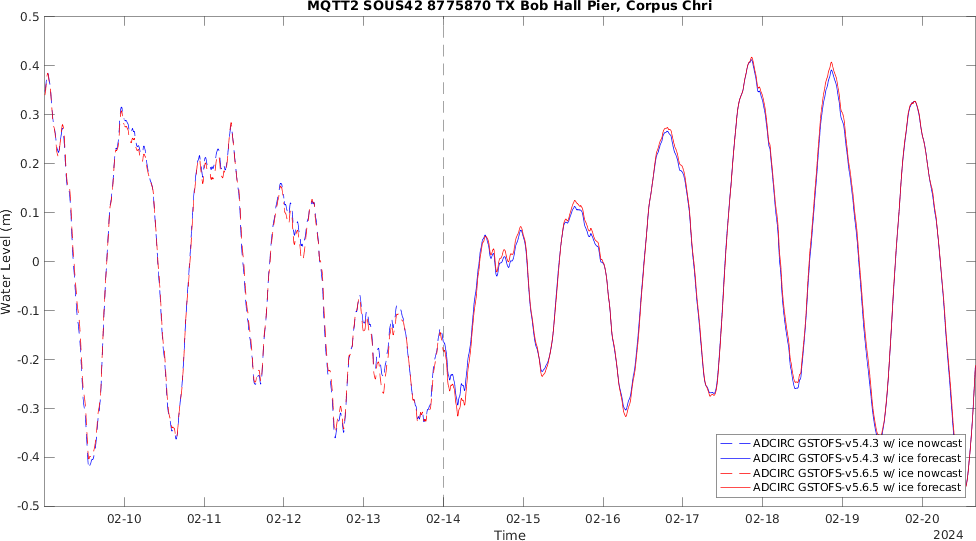 MQTT2 SOUS42 8775870 TX Bob Hall Pier, Corpus Chri
0.5
0.4
0.3
0.2
0.1
0
-0.1
-0.2
-0.3
-0.4
-0.5
Water Level (m)
ADCIRC GSTOFS-v5.4.3 w/ ice nowcast
ADCIRC GSTOFS-v5.4.3 w/ ice forecast
ADCIRC GSTOFS-v5.6.5 w/ ice nowcast
ADCIRC GSTOFS-v5.6.5 w/ ice forecast
02-10 02-11 02-12 02-13 02-14 02-15 02-16 02-17 02-18 02-19 02-20
2024
Time